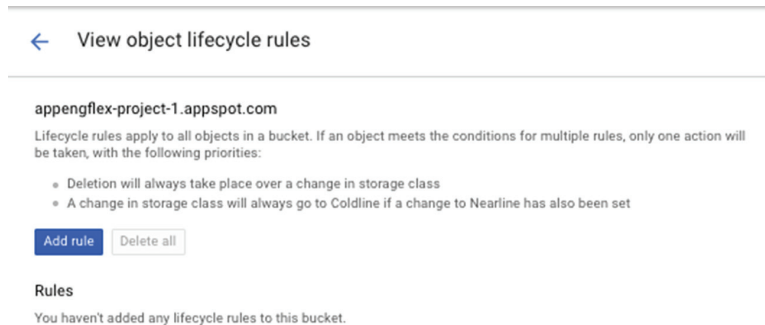 View object lifecycle rules
appengflex-project-1.appspot.com
Lifecycle rules apply to all objects in a bucket. If an object meets the conditions for multiple rules, only one action will
be taken, with the following priorities:
Deletion will always take place over a change in storage class
A change in storage class will always go to Coldline if a change to Nearline has also been set
Add rule Delete all
Rules
You haven't added any lifecycle rules to this bucket.